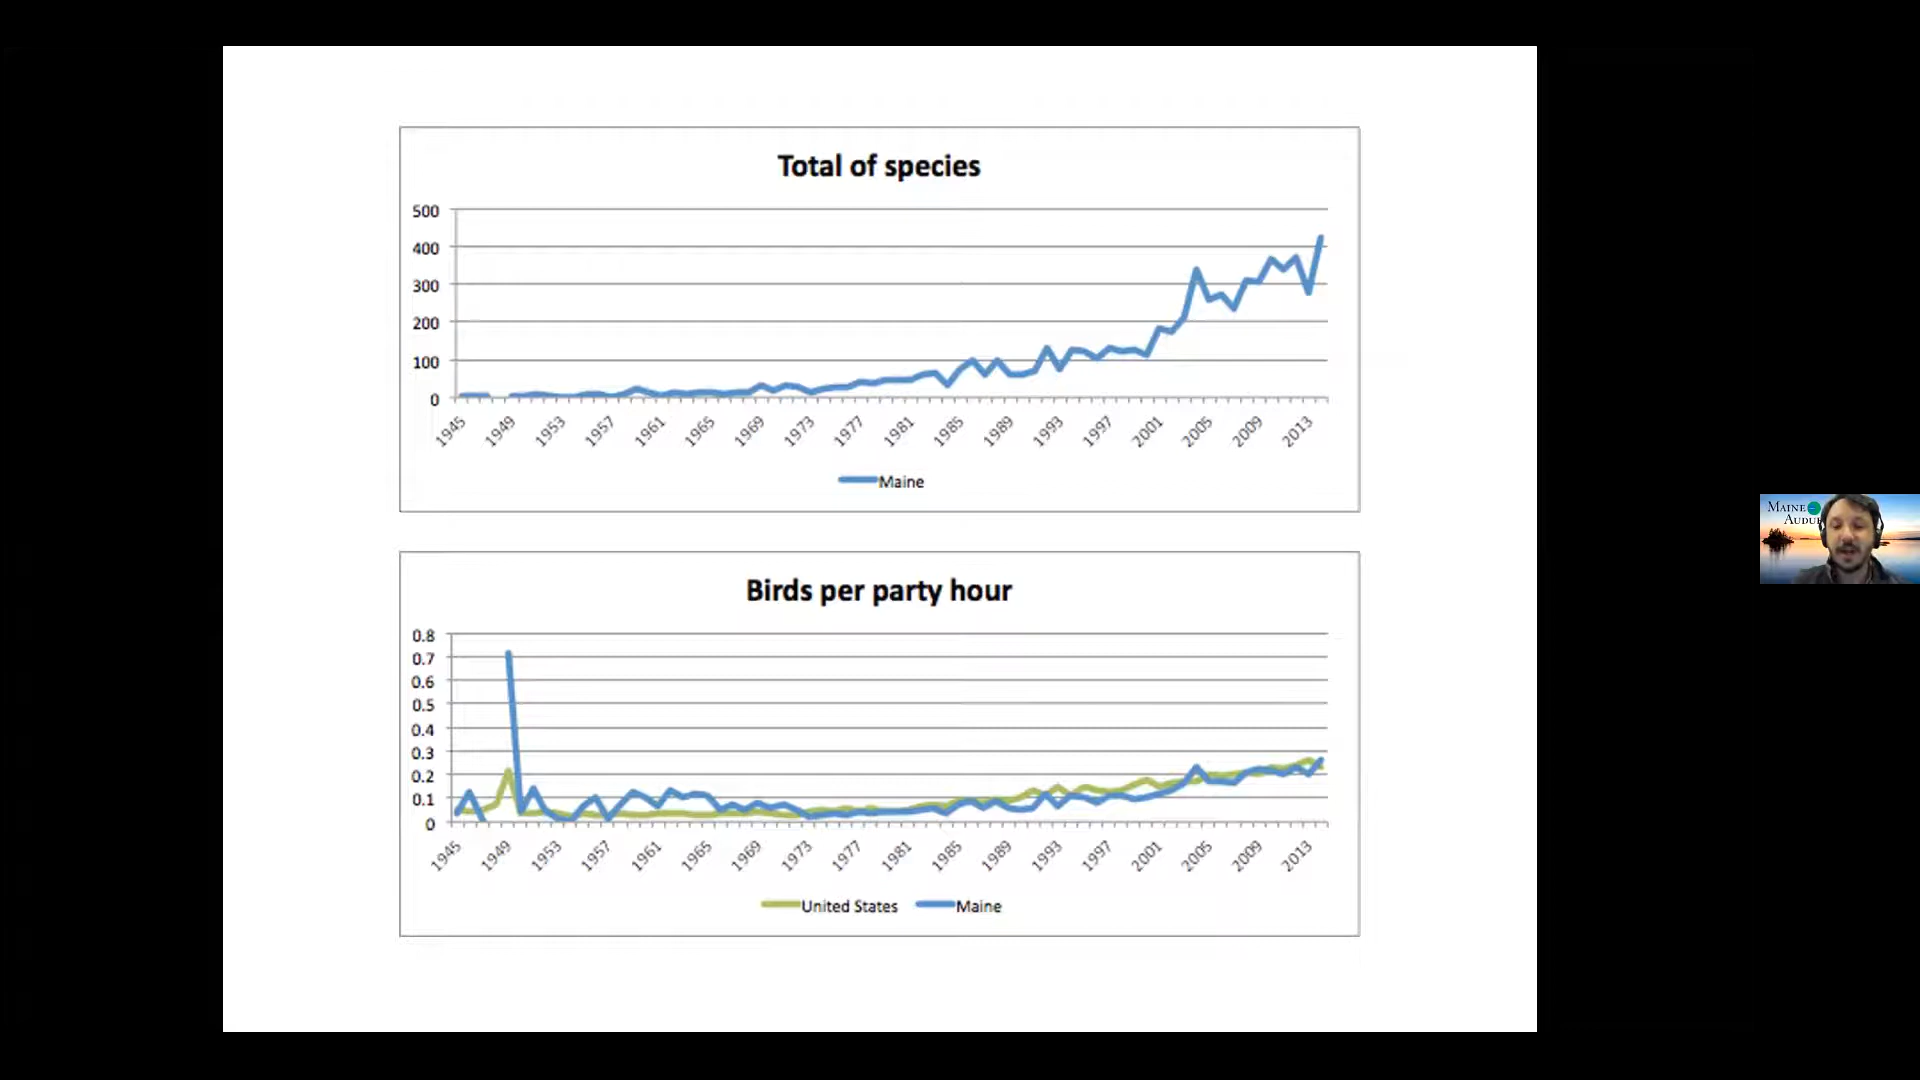 Total of species
500
400
300
200
100
0
1945 1949 1953 1957 1961 1965 1969 1973 1977 1981 1985 1989 1993 1997 2001 2005 2009 2013
Maine
Birds per party hour
0.8
0.7
0.6
0.5
0.4
0.3
0.2
0.1
0
1945 1949 1953 1957 1961 1965 1969 1973 1977 1981 1985 1989 1993 1997 2001 2005 2009 2013
United States Maine
MAINE
AUDU